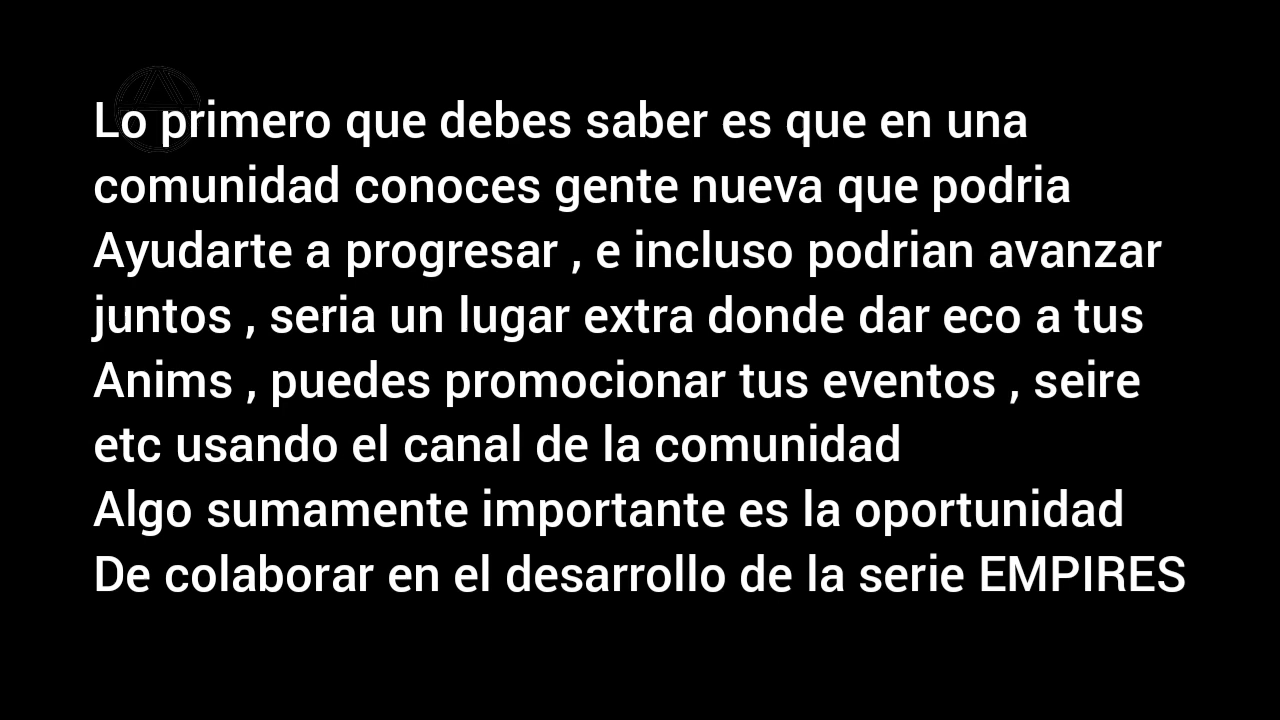 Lo primero que debes saber es que en una
comunidad conoces gente nueva que podria
Ayudarte a progresar , e incluso podrian avanzar
juntos , seria un lugar extra donde dar eco a tus
Anims , puedes promocionar tus eventos , seire
etc usando el canal de la comunidad
Algo sumamente importante es la oportunidad
De colaborar en el desarrollo de la serie EMPIRES